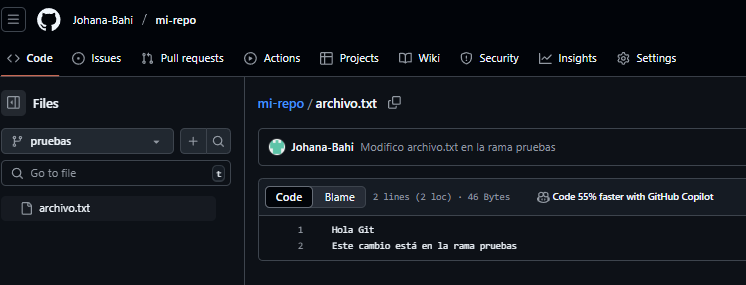 Johana-Bahi / mi-repo
Code Issues Pull requests Actions Projects Wiki Security Insights Settings
Files
pruebas
Go to file t
archivo.txt
mi-repo / archivo.txt
Johana-Bahi Modifico archivo.txt en la rama pruebas
Code Blame 2 lines (2 loc) · 46 Bytes Code 55% faster with GitHub Copilot
1 Hola Git
2 Este cambio está en la rama pruebas